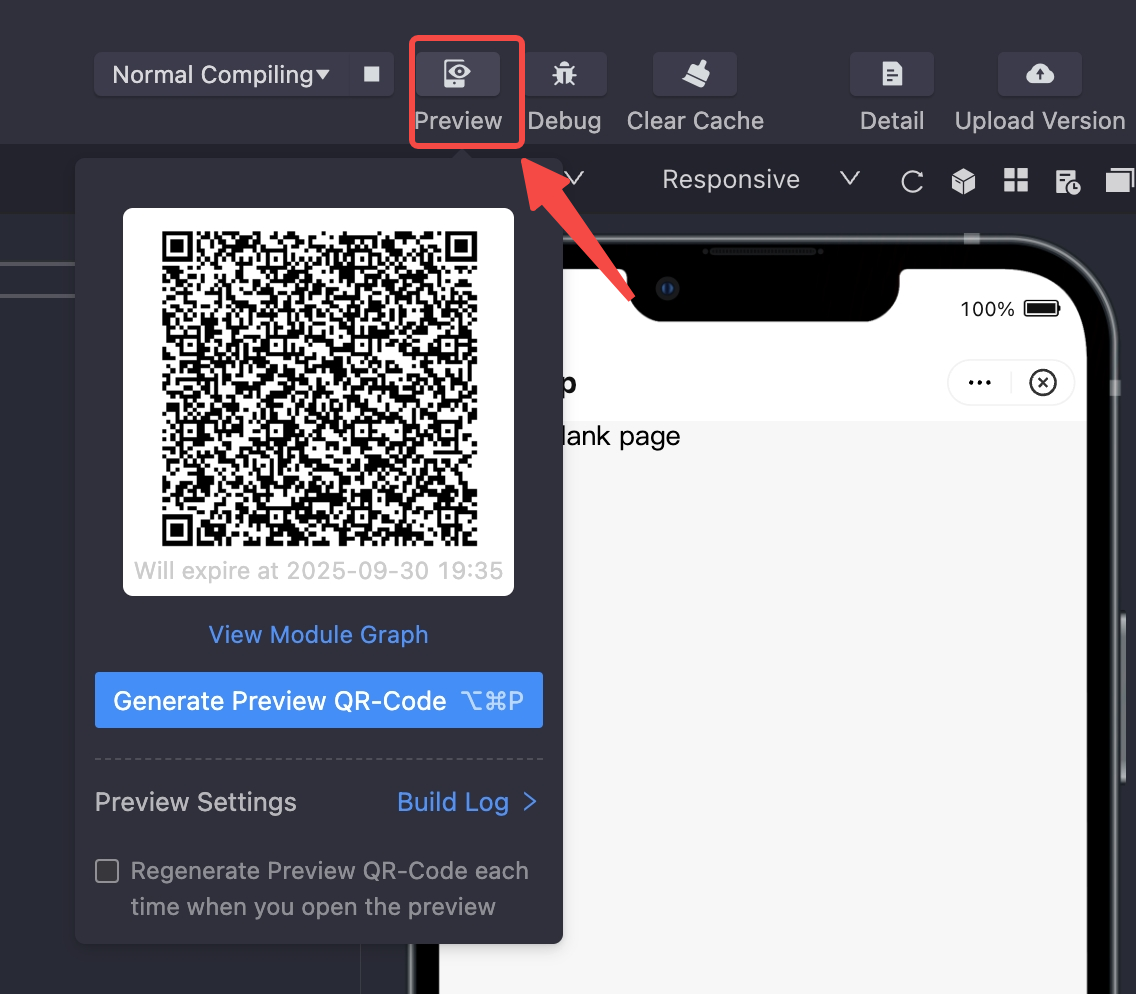 Normal Compiling▾
Preview
Debug
Clear Cache
Detail
Upload Version
Responsive
100%
p
lank page
Will expire at 2025-09-30 19:35
View Module Graph
Generate Preview QR-Code ⌥⌘P
Preview Settings
Build Log >
Regenerate Preview QR-Code each
time when you open the preview